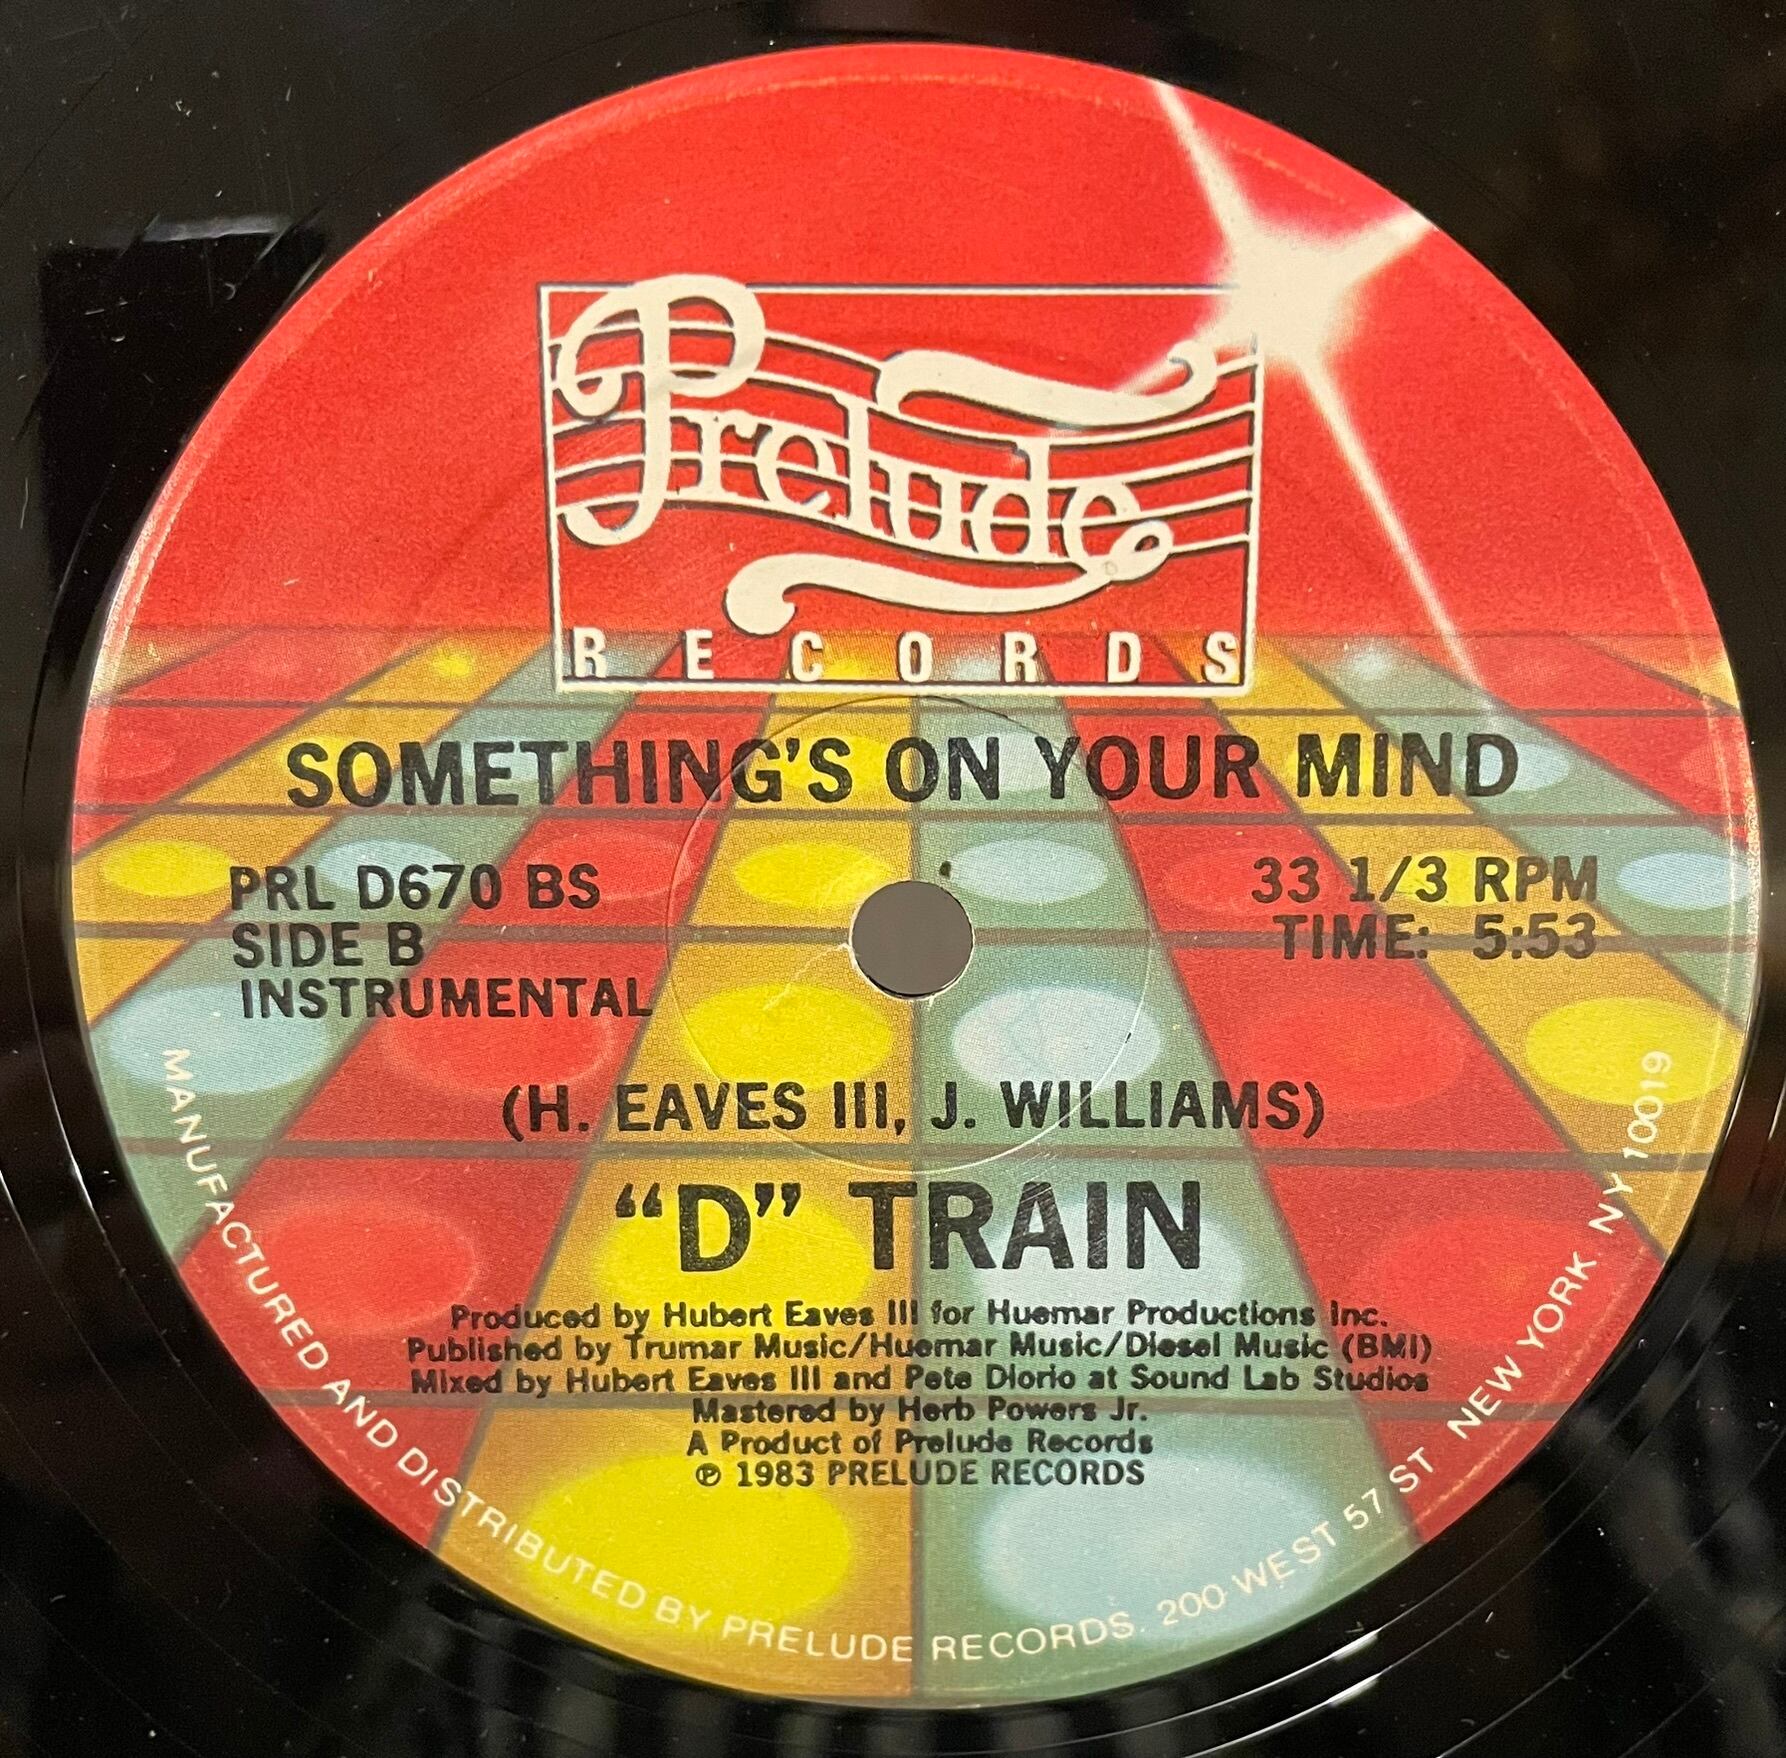 Prelude
RECORDS
SOMETHING'S ON YOUR MIND
PRL D670 BS
SIDE B
INSTRUMENTAL
33 1/3 RPM
TIME: 5:53
(H. EAVES III, J. WILLIAMS)
“D” TRAIN
Produced by Hubert Eaves III for Huemar Productions Inc.
Published by Trumar Music/Huemar Music/Diesel Music (BMI)
Mixed by Hubert Eaves III and Pete Diorio at Sound Lab Studios
Mastered by Herb Powers Jr.
A Product of Prelude Records
℗ 1983 PRELUDE RECORDS
MANUFACTURED AND DISTRIBUTED BY PRELUDE RECORDS. 200 WEST 57 ST NEW YORK NY 10019